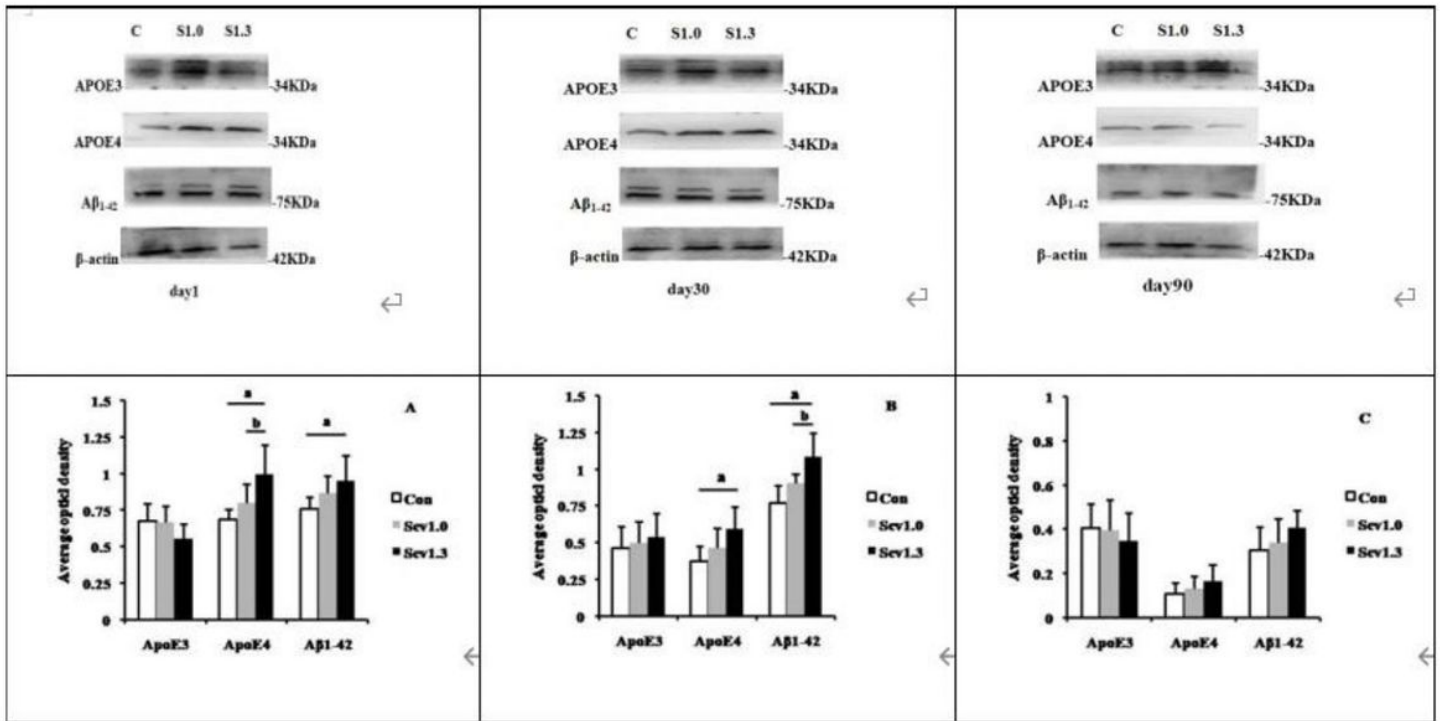 C S1.0 S1.3
APOE3 -34KDa
APOE4 -34KDa
Aβ1-42 -75KDa
β-actin -42KDa
day1
C S1.0 S1.3
APOE3 -34KDa
APOE4 -34KDa
Aβ1-42 -75KDa
β-actin -42KDa
day30
C S1.0 S1.3
APOE3 -34KDa
APOE4 -34KDa
Aβ1-42 -75KDa
β-actin -42KDa
day90
A
Average opticl density
1.5
1.25
1
0.75
0.5
0.25
0
a
b
a
Con
Sev1.0
Sev1.3
ApoE3 ApoE4 Aβ1-42
B
Average opticl density
1.5
1.25
1
0.75
0.5
0.25
0
a
a
b
Con
Sev1.0
Sev1.3
ApoE3 ApoE4 Aβ1-42
C
Average opticl density
1
0.8
0.6
0.4
0.2
0
Con
Sev1.0
Sev1.3
ApoE3 ApoE4 Aβ1-42